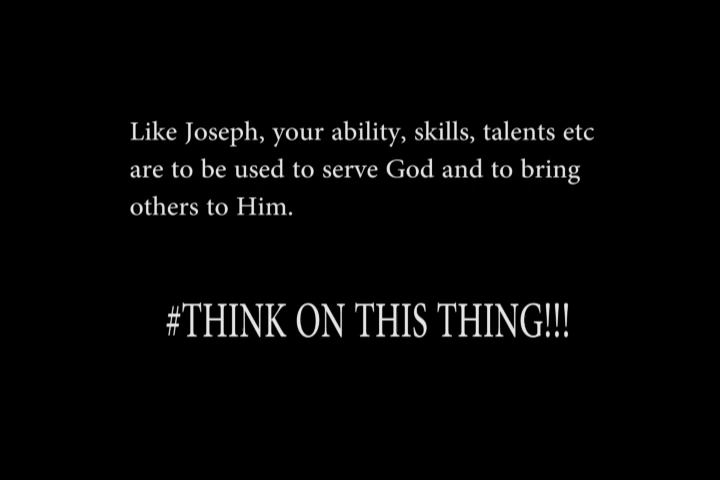 Like Joseph, your ability, skills, talents etc
are to be used to serve God and to bring
others to Him.
#THINK ON THIS THING!!!